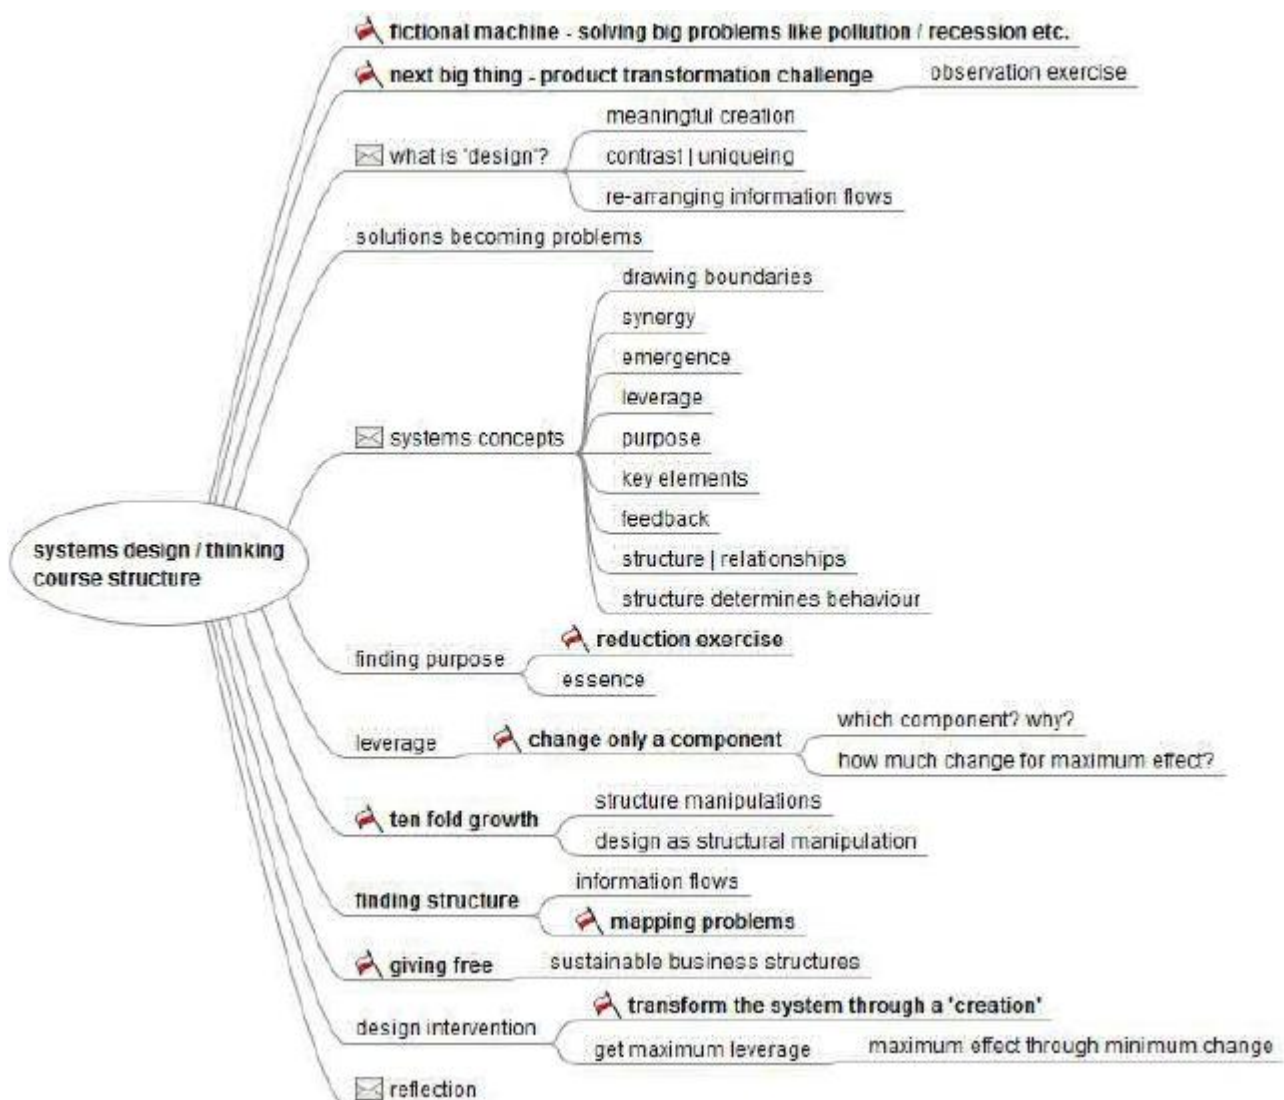 fictional machine - solving big problems like pollution / recession etc.
next big thing - product transformation challenge
observation exercise
what is 'design'?
meaningful creation
contrast | uniqueing
re-arranging information flows
solutions becoming problems
systems concepts
drawing boundaries
synergy
emergence
leverage
purpose
key elements
feedback
structure | relationships
structure determines behaviour
systems design / thinking
course structure
finding purpose
reduction exercise
essence
leverage
change only a component
which component? why?
how much change for maximum effect?
ten fold growth
structure manipulations
design as structural manipulation
finding structure
information flows
mapping problems
giving free
sustainable business structures
design intervention
transform the system through a 'creation'
get maximum leverage
maximum effect through minimum change
reflection